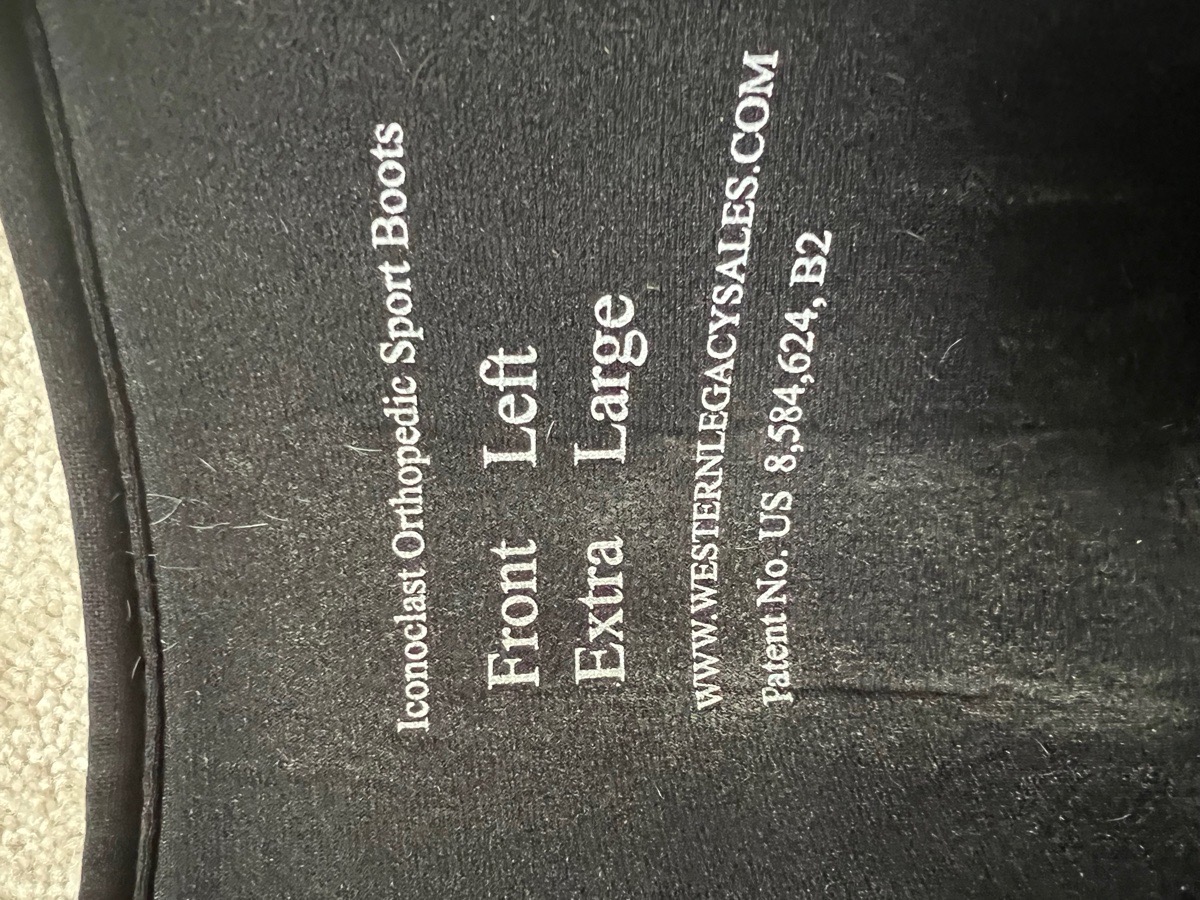 Iconoclast Orthopedic Sport Boots
Front Left
Extra Large
WWW.WESTERNLEGACYSALES.COM
Patent No. US 8,584,624, B2